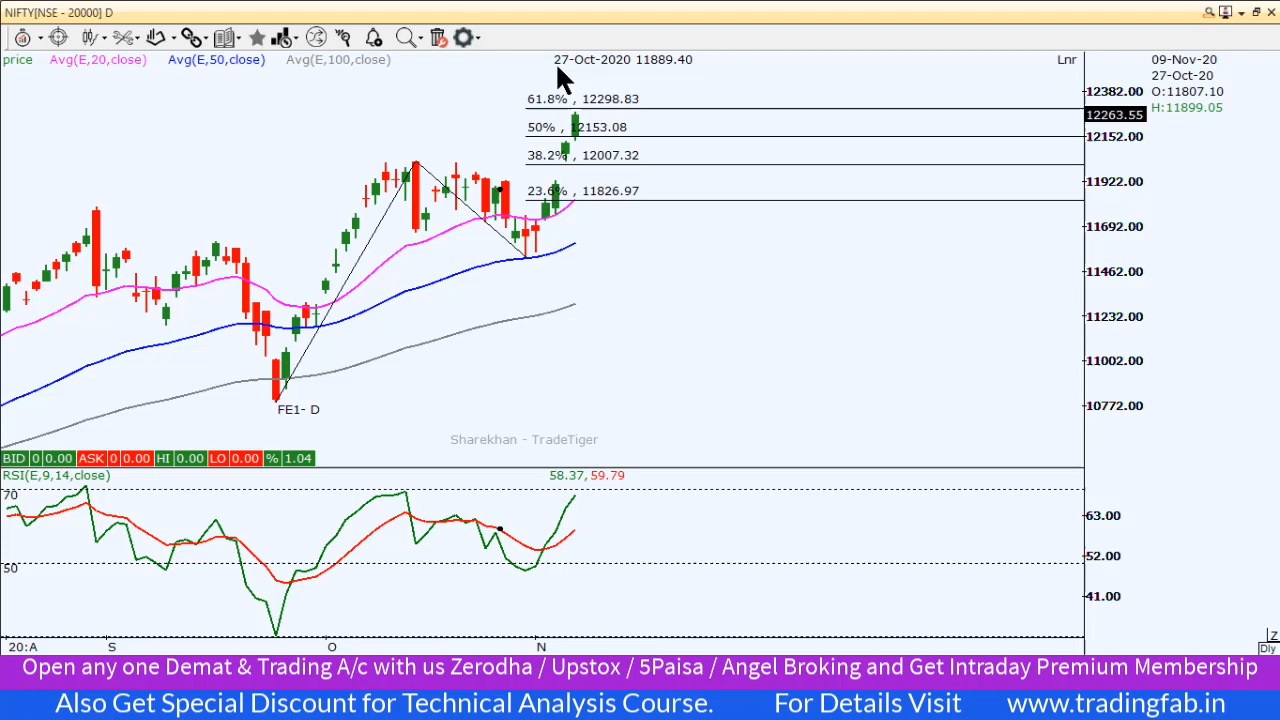 NIFTY[NSE - 20000] D
price Avg(E,20,close) Avg(E,50,close) Avg(E,100,close) 27-Oct-2020 11889.40 Lnr
09-Nov-20
27-Oct-20
O:11807.10
H:11899.05
61.8% , 12298.83
50% , 12153.08
38.2% , 12007.32
23.6% , 11826.97
12382.00
12263.55
12152.00
11922.00
11692.00
11462.00
11232.00
11002.00
10772.00
FE1- D
Sharekhan - TradeTiger
BID 0 0.00 ASK 0 0.00 HI 0.00 LO 0.00 % 1.04
RSI(E,9,14,close) 58.37, 59.79
70
50
63.00
52.00
41.00
20:A S O N
Z
Dly
Open any one Demat & Trading A/c with us Zerodha / Upstox / 5Paisa / Angel Broking and Get Intraday Premium Membership
Also Get Special Discount for Technical Analysis Course. For Details Visit www.tradingfab.in